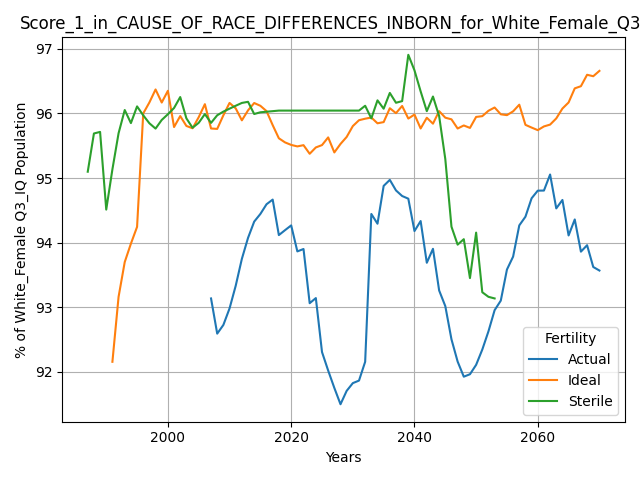 Score_1_in_CAUSE_OF_RACE_DIFFERENCES_INBORN_for_White_Female_Q3
97
96
95
94
93
92
% of White_Female Q3_IQ Population
2000
2020
2040
2060
Years
Fertility
Actual
Ideal
Sterile